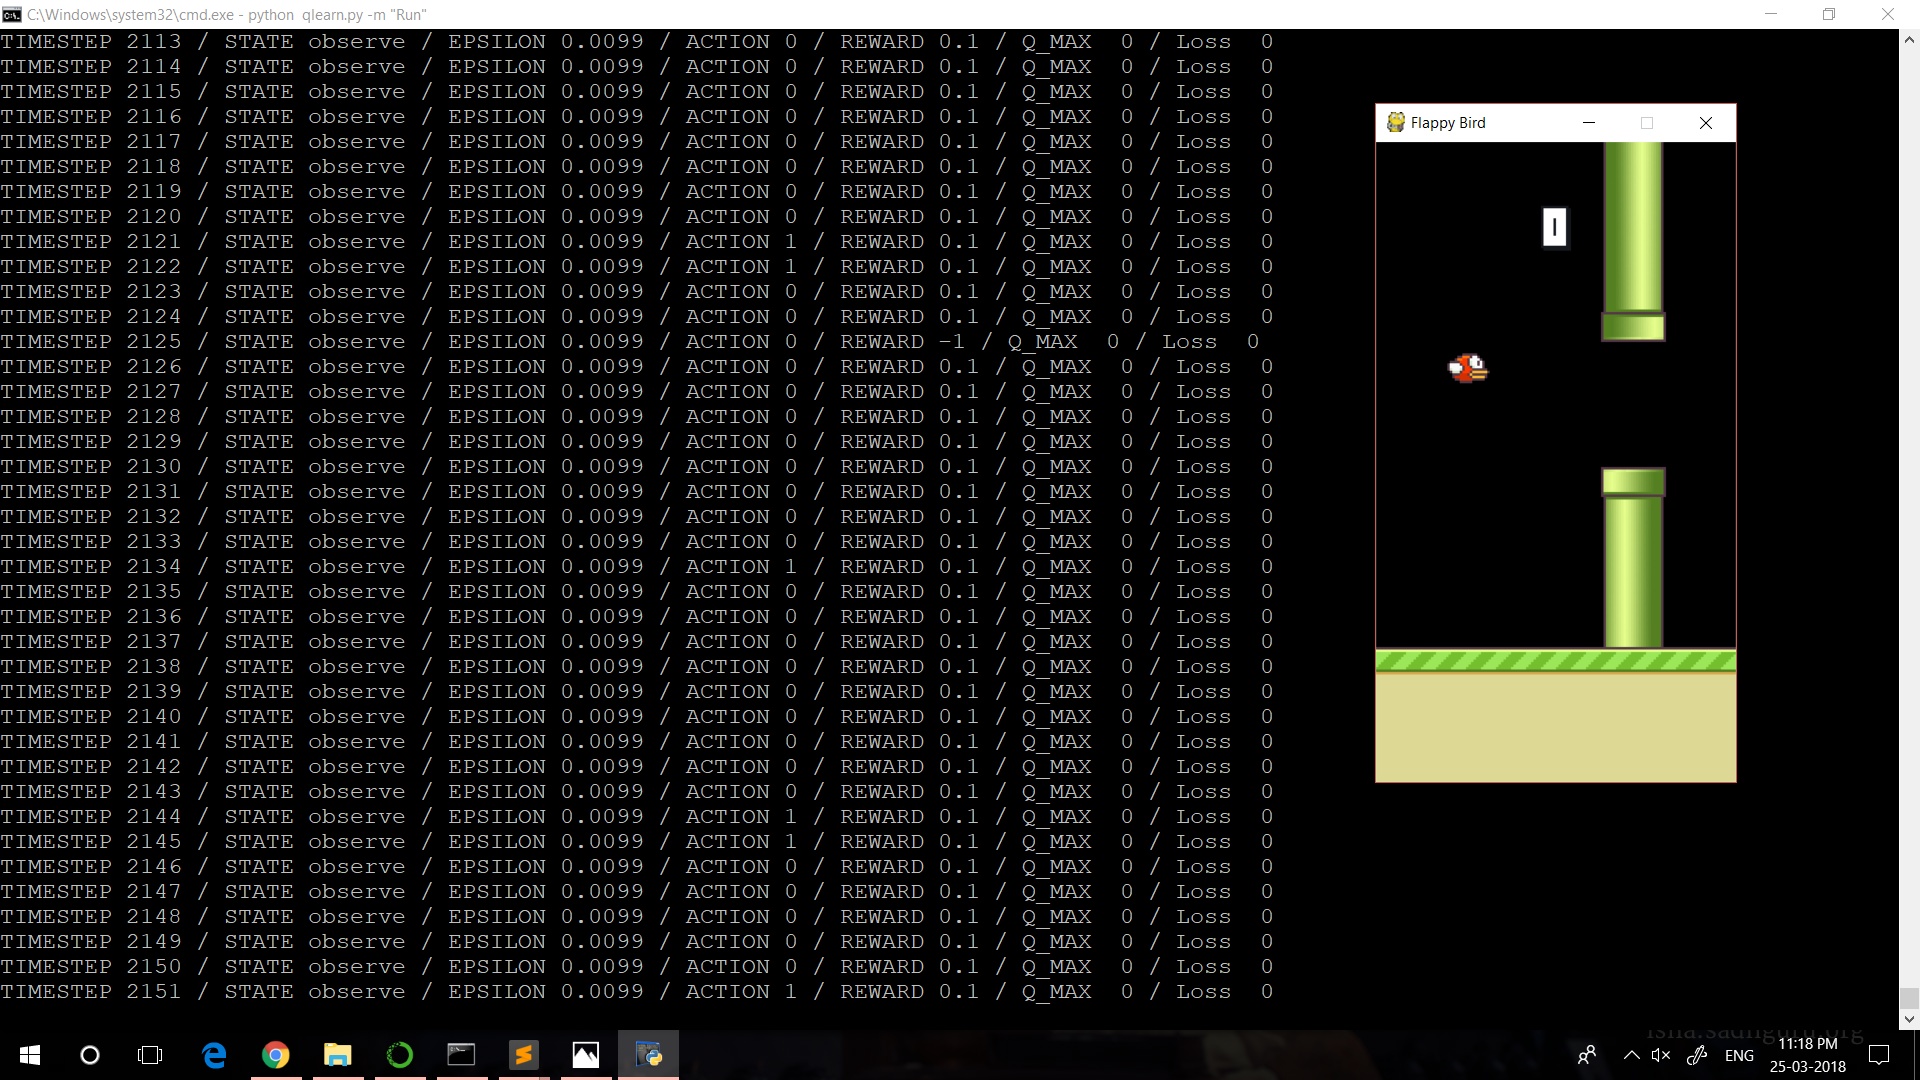 C:\Windows\system32\cmd.exe - python  qlearn.py -m "Run"
TIMESTEP 2113 / STATE observe / EPSILON 0.0099 / ACTION 0 / REWARD 0.1 / Q_MAX  0 / Loss  0
TIMESTEP 2114 / STATE observe / EPSILON 0.0099 / ACTION 0 / REWARD 0.1 / Q_MAX  0 / Loss  0
TIMESTEP 2115 / STATE observe / EPSILON 0.0099 / ACTION 0 / REWARD 0.1 / Q_MAX  0 / Loss  0
TIMESTEP 2116 / STATE observe / EPSILON 0.0099 / ACTION 0 / REWARD 0.1 / Q_MAX  0 / Loss  0
TIMESTEP 2117 / STATE observe / EPSILON 0.0099 / ACTION 0 / REWARD 0.1 / Q_MAX  0 / Loss  0
TIMESTEP 2118 / STATE observe / EPSILON 0.0099 / ACTION 0 / REWARD 0.1 / Q_MAX  0 / Loss  0
TIMESTEP 2119 / STATE observe / EPSILON 0.0099 / ACTION 0 / REWARD 0.1 / Q_MAX  0 / Loss  0
TIMESTEP 2120 / STATE observe / EPSILON 0.0099 / ACTION 0 / REWARD 0.1 / Q_MAX  0 / Loss  0
TIMESTEP 2121 / STATE observe / EPSILON 0.0099 / ACTION 1 / REWARD 0.1 / Q_MAX  0 / Loss  0
TIMESTEP 2122 / STATE observe / EPSILON 0.0099 / ACTION 1 / REWARD 0.1 / Q_MAX  0 / Loss  0
TIMESTEP 2123 / STATE observe / EPSILON 0.0099 / ACTION 0 / REWARD 0.1 / Q_MAX  0 / Loss  0
TIMESTEP 2124 / STATE observe / EPSILON 0.0099 / ACTION 0 / REWARD 0.1 / Q_MAX  0 / Loss  0
TIMESTEP 2125 / STATE observe / EPSILON 0.0099 / ACTION 0 / REWARD -1 / Q_MAX  0 / Loss  0
TIMESTEP 2126 / STATE observe / EPSILON 0.0099 / ACTION 0 / REWARD 0.1 / Q_MAX  0 / Loss  0
TIMESTEP 2127 / STATE observe / EPSILON 0.0099 / ACTION 0 / REWARD 0.1 / Q_MAX  0 / Loss  0
TIMESTEP 2128 / STATE observe / EPSILON 0.0099 / ACTION 0 / REWARD 0.1 / Q_MAX  0 / Loss  0
TIMESTEP 2129 / STATE observe / EPSILON 0.0099 / ACTION 0 / REWARD 0.1 / Q_MAX  0 / Loss  0
TIMESTEP 2130 / STATE observe / EPSILON 0.0099 / ACTION 0 / REWARD 0.1 / Q_MAX  0 / Loss  0
TIMESTEP 2131 / STATE observe / EPSILON 0.0099 / ACTION 0 / REWARD 0.1 / Q_MAX  0 / Loss  0
TIMESTEP 2132 / STATE observe / EPSILON 0.0099 / ACTION 0 / REWARD 0.1 / Q_MAX  0 / Loss  0
TIMESTEP 2133 / STATE observe / EPSILON 0.0099 / ACTION 0 / REWARD 0.1 / Q_MAX  0 / Loss  0
TIMESTEP 2134 / STATE observe / EPSILON 0.0099 / ACTION 1 / REWARD 0.1 / Q_MAX  0 / Loss  0
TIMESTEP 2135 / STATE observe / EPSILON 0.0099 / ACTION 0 / REWARD 0.1 / Q_MAX  0 / Loss  0
TIMESTEP 2136 / STATE observe / EPSILON 0.0099 / ACTION 0 / REWARD 0.1 / Q_MAX  0 / Loss  0
TIMESTEP 2137 / STATE observe / EPSILON 0.0099 / ACTION 0 / REWARD 0.1 / Q_MAX  0 / Loss  0
TIMESTEP 2138 / STATE observe / EPSILON 0.0099 / ACTION 0 / REWARD 0.1 / Q_MAX  0 / Loss  0
TIMESTEP 2139 / STATE observe / EPSILON 0.0099 / ACTION 0 / REWARD 0.1 / Q_MAX  0 / Loss  0
TIMESTEP 2140 / STATE observe / EPSILON 0.0099 / ACTION 0 / REWARD 0.1 / Q_MAX  0 / Loss  0
TIMESTEP 2141 / STATE observe / EPSILON 0.0099 / ACTION 0 / REWARD 0.1 / Q_MAX  0 / Loss  0
TIMESTEP 2142 / STATE observe / EPSILON 0.0099 / ACTION 0 / REWARD 0.1 / Q_MAX  0 / Loss  0
TIMESTEP 2143 / STATE observe / EPSILON 0.0099 / ACTION 0 / REWARD 0.1 / Q_MAX  0 / Loss  0
TIMESTEP 2144 / STATE observe / EPSILON 0.0099 / ACTION 1 / REWARD 0.1 / Q_MAX  0 / Loss  0
TIMESTEP 2145 / STATE observe / EPSILON 0.0099 / ACTION 1 / REWARD 0.1 / Q_MAX  0 / Loss  0
TIMESTEP 2146 / STATE observe / EPSILON 0.0099 / ACTION 0 / REWARD 0.1 / Q_MAX  0 / Loss  0
TIMESTEP 2147 / STATE observe / EPSILON 0.0099 / ACTION 0 / REWARD 0.1 / Q_MAX  0 / Loss  0
TIMESTEP 2148 / STATE observe / EPSILON 0.0099 / ACTION 0 / REWARD 0.1 / Q_MAX  0 / Loss  0
TIMESTEP 2149 / STATE observe / EPSILON 0.0099 / ACTION 0 / REWARD 0.1 / Q_MAX  0 / Loss  0
TIMESTEP 2150 / STATE observe / EPSILON 0.0099 / ACTION 0 / REWARD 0.1 / Q_MAX  0 / Loss  0
TIMESTEP 2151 / STATE observe / EPSILON 0.0099 / ACTION 1 / REWARD 0.1 / Q_MAX  0 / Loss  0
Flappy Bird
1
isha.sadhguru.org
ENG
11:18 PM
25-03-2018